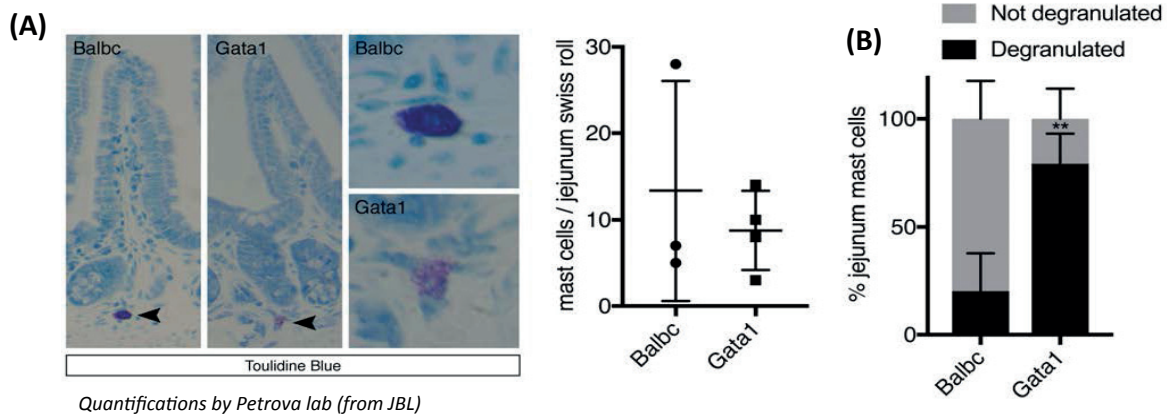 (A)
Balbc
Gata1
Balbc
Gata1
Toulidine Blue
Quantifications by Petrova lab (from JBL)
mast cells / jejunum swiss roll
30
20
10
0
Balbc
Gata1
(B)
Not degranulated
Degranulated
% jejunum mast cells
100
50
0
**
Balbc
Gata1